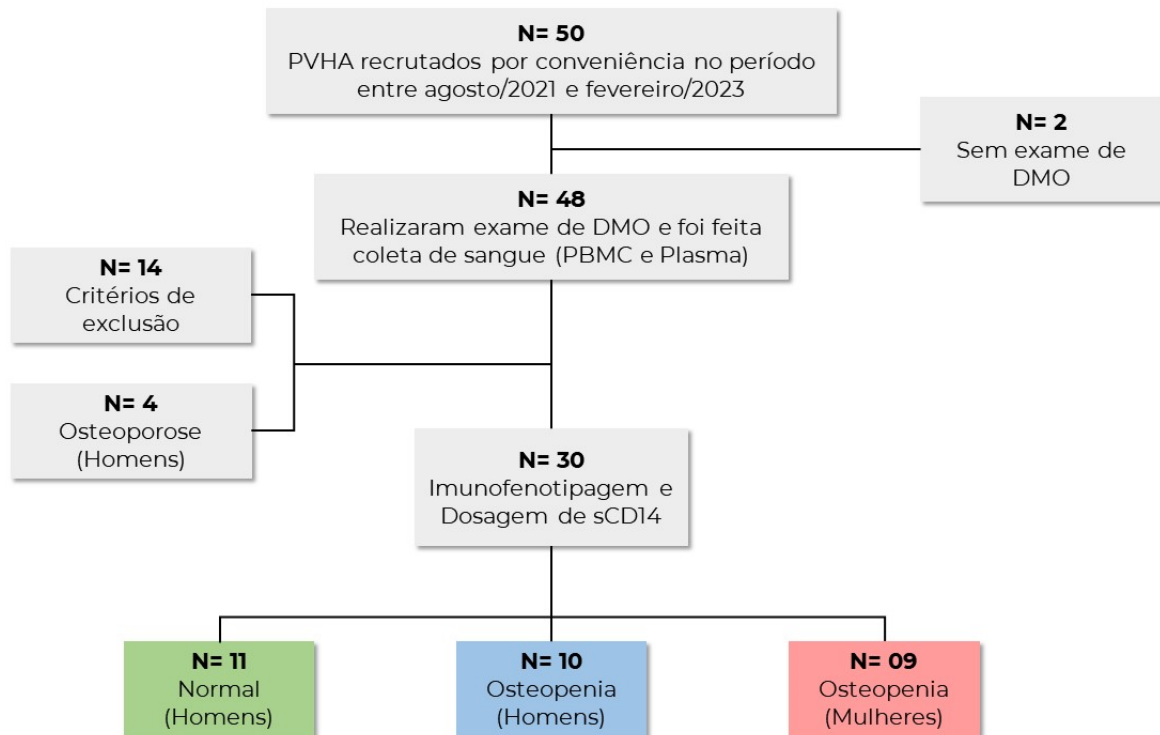 N= 50
PVHA recrutados por conveniência no período
entre agosto/2021 e fevereiro/2023
N= 2
Sem exame de
DMO
N= 48
Realizaram exame de DMO e foi feita
coleta de sangue (PBMC e Plasma)
N= 14
Critérios de
exclusão
N= 4
Osteoporose
(Homens)
N= 30
Imunofenotipagem e
Dosagem de sCD14
N= 11
Normal
(Homens)
N= 10
Osteopenia
(Homens)
N= 09
Osteopenia
(Mulheres)